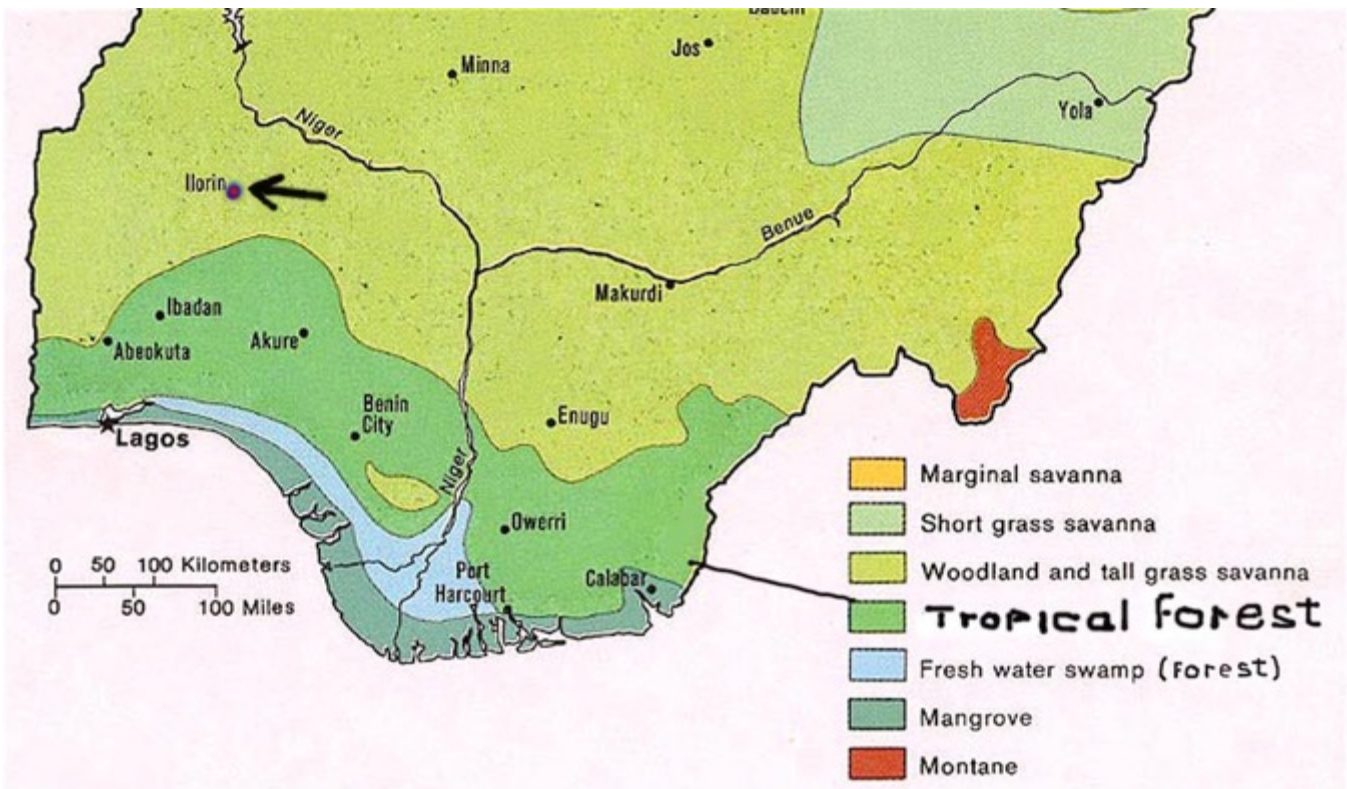 Jos
Minna
Niger
Yola
Ilorin
Benue
Makurdi
Ibadan
Akure
Abeokuta
Benin
City
Enugu
Lagos
Niger
Owerri
Port
Harcourt
Calabar
0 50 100 Kilometers
0 50 100 Miles
Marginal savanna
Short grass savanna
Woodland and tall grass savanna
Tropical forest
Fresh water swamp (forest)
Mangrove
Montane